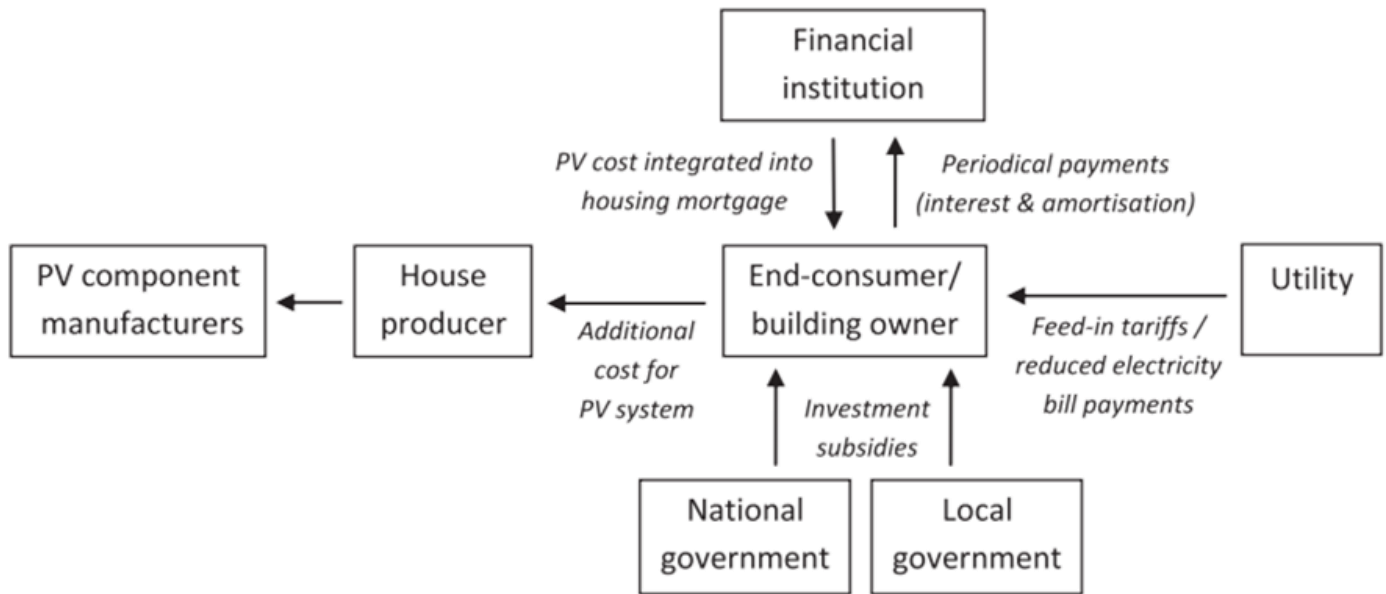 Financial
institution
PV cost integrated into
housing mortgage
Periodical payments
(interest & amortisation)
PV component
manufacturers
House
producer
End-consumer/
building owner
Utility
Additional
cost for
PV system
Feed-in tariffs /
reduced electricity
bill payments
Investment
subsidies
National
government
Local
government